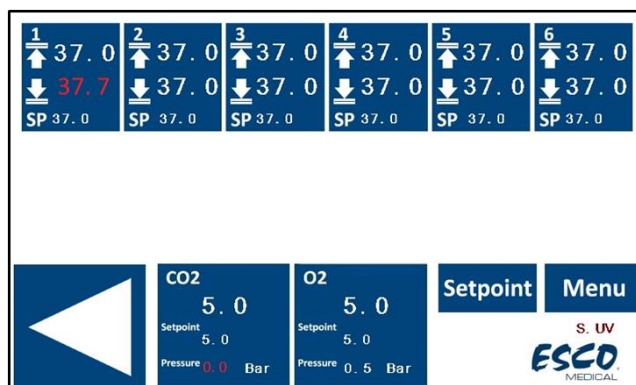 1 2 3 4 5 6
37.0 37.0 37.0 37.0 37.0 37.0
37.7 37.0 37.0 37.0 37.0 37.0
SP 37.0 SP 37.0 SP 37.0 SP 37.0 SP 37.0 SP 37.0
CO2
5.0
Setpoint
5.0
Pressure 0.0 Bar
O2
5.0
Setpoint
5.0
Pressure 0.5 Bar
Setpoint Menu
S. UV
ESCO
MEDICAL